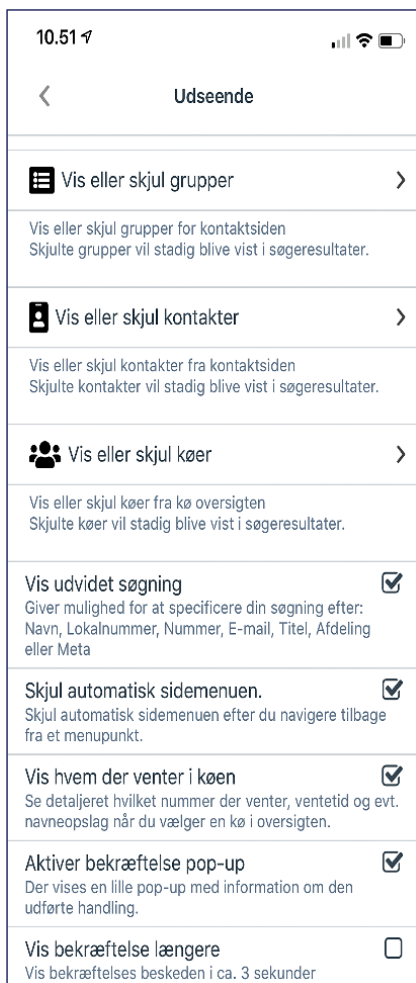 10.51
Udseende
Vis eller skjul grupper
Vis eller skjul grupper for kontaktsiden
Skjulte grupper vil stadig blive vist i søgeresultater.
Vis eller skjul kontakter
Vis eller skjul kontakter fra kontaktsiden
Skjulte kontakter vil stadig blive vist i søgeresultater.
Vis eller skjul køer
Vis eller skjul køer fra kø oversigten
Skjulte køer vil stadig blive vist i søgeresultater.
Vis udvidet søgning
Giver mulighed for at specificere din søgning efter:
Navn, Lokalnummer, Nummer, E-mail, Titel, Afdeling
eller Meta
Skjul automatisk sidemenuen.
Skjul automatisk sidemenuen efter du navigere tilbage
fra et menupunkt.
Vis hvem der venter i køen
Se detaljeret hvilket nummer der venter, ventetid og evt.
navneopslag når du vælger en kø i oversigten.
Aktiver bekræftelse pop-up
Der vises en lille pop-up med information om den
udførte handling.
Vis bekræftelse længere
Vis bekræftelses beskeden i ca. 3 sekunder